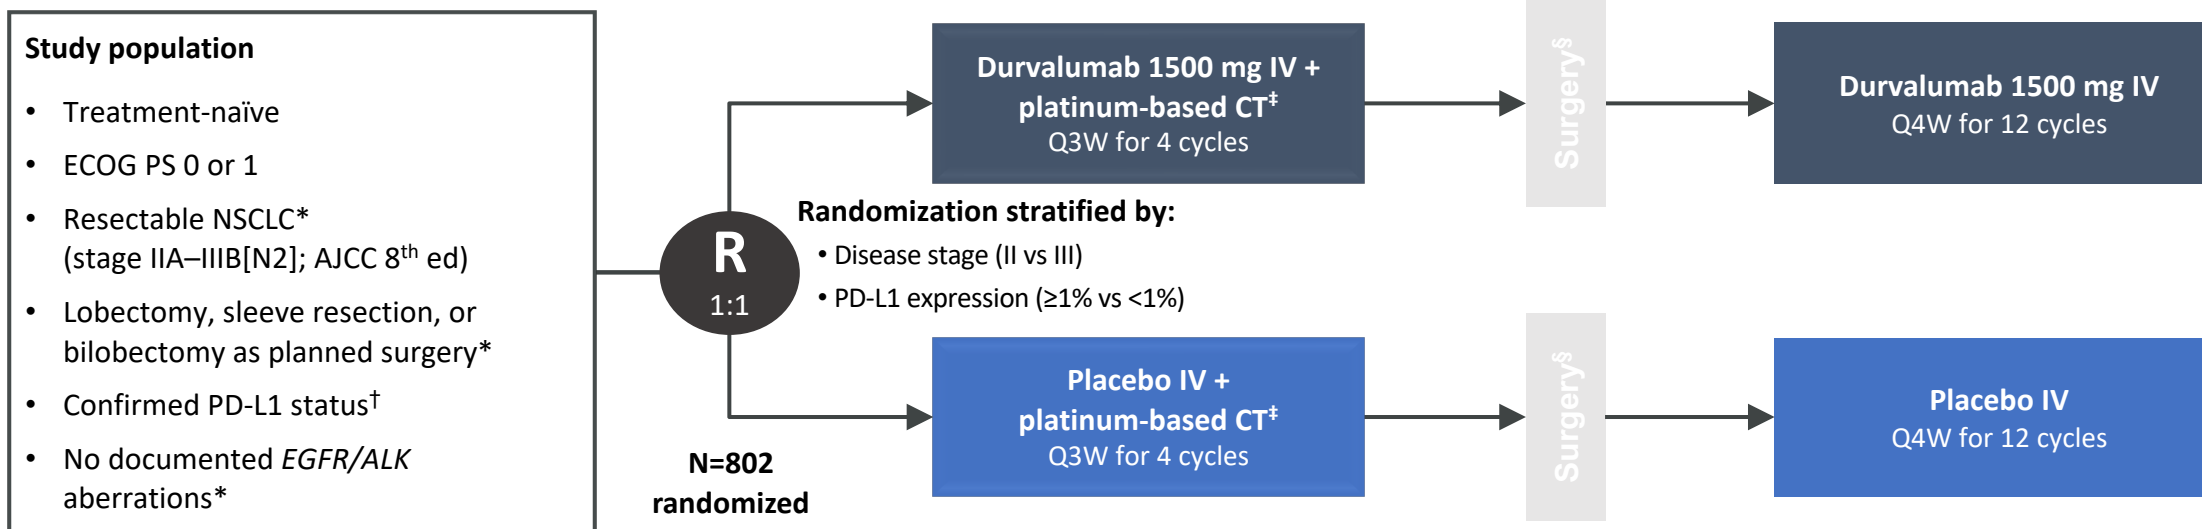 Study population
• Treatment-naïve
• ECOG PS 0 or 1
• Resectable NSCLC*
(stage IIA–IIIB[N2]; AJCC 8th ed)
• Lobectomy, sleeve resection, or
bilobectomy as planned surgery*
• Confirmed PD-L1 status†
• No documented EGFR/ALK
aberrations*
R
1:1
N=802
randomized
Randomization stratified by:
• Disease stage (II vs III)
• PD-L1 expression (≥1% vs <1%)
Durvalumab 1500 mg IV +
platinum-based CT‡
Q3W for 4 cycles
Surgery§
Durvalumab 1500 mg IV
Q4W for 12 cycles
Placebo IV +
platinum-based CT‡
Q3W for 4 cycles
Surgery§
Placebo IV
Q4W for 12 cycles